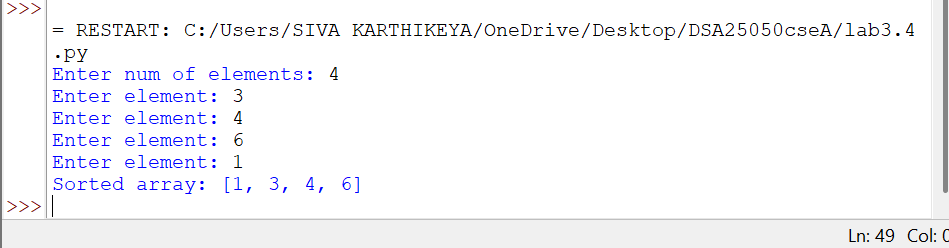 >>>
= RESTART: C:/Users/SIVA KARTHIKEYA/OneDrive/Desktop/DSA25050cseA/lab3.4
.py
Enter num of elements: 4
Enter element: 3
Enter element: 4
Enter element: 6
Enter element: 1
Sorted array: [1, 3, 4, 6]
>>>
Ln: 49 Col: